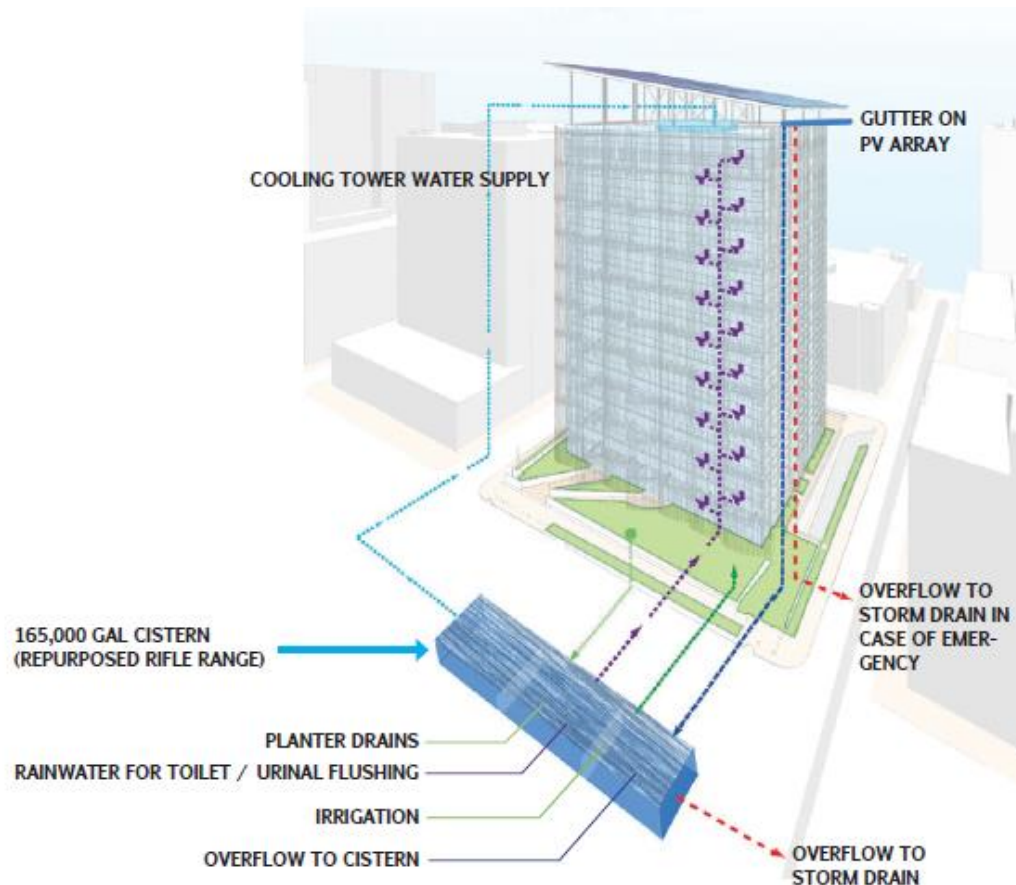 GUTTER ON
PV ARRAY
COOLING TOWER WATER SUPPLY
OVERFLOW TO
STORM DRAIN IN
CASE OF EMER-
GENCY
165,000 GAL CISTERN
(REPURPOSED RIFLE RANGE)
PLANTER DRAINS
RAINWATER FOR TOILET / URINAL FLUSHING
IRRIGATION
OVERFLOW TO CISTERN
OVERFLOW TO
STORM DRAIN